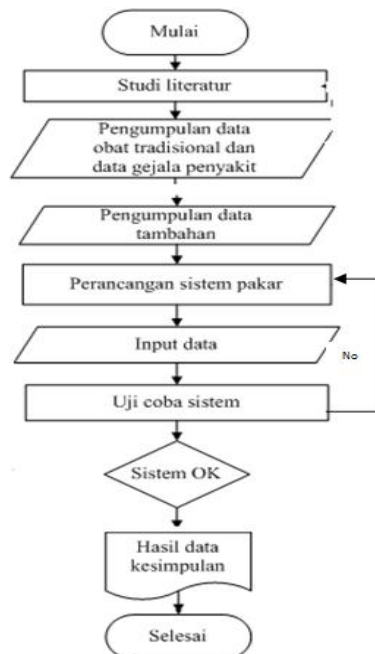 Mulai
Studi literatur
Pengumpulan data
obat tradisional dan
data gejala penyakit
Pengumpulan data
tambahan
Perancangan sistem pakar
Input data
No
Uji coba sistem
Sistem OK
Hasil data
kesimpulan
Selesai